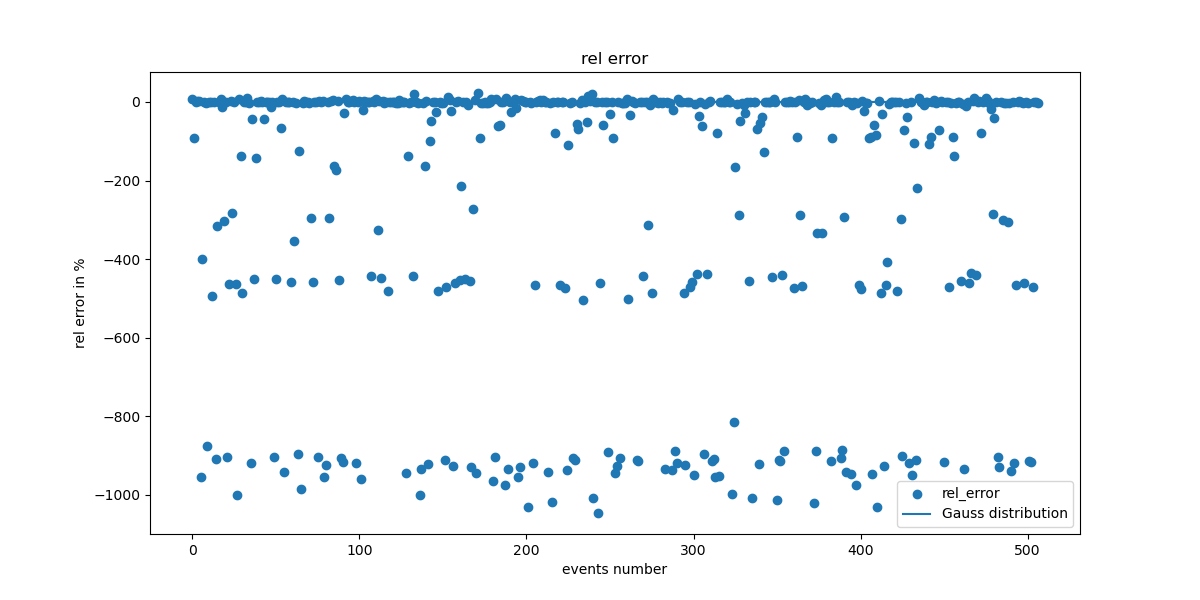 rel error
0
−200
−400
−600
−800
−1000
rel error in %
0
100
200
300
400
500
events number
rel_error
Gauss distribution